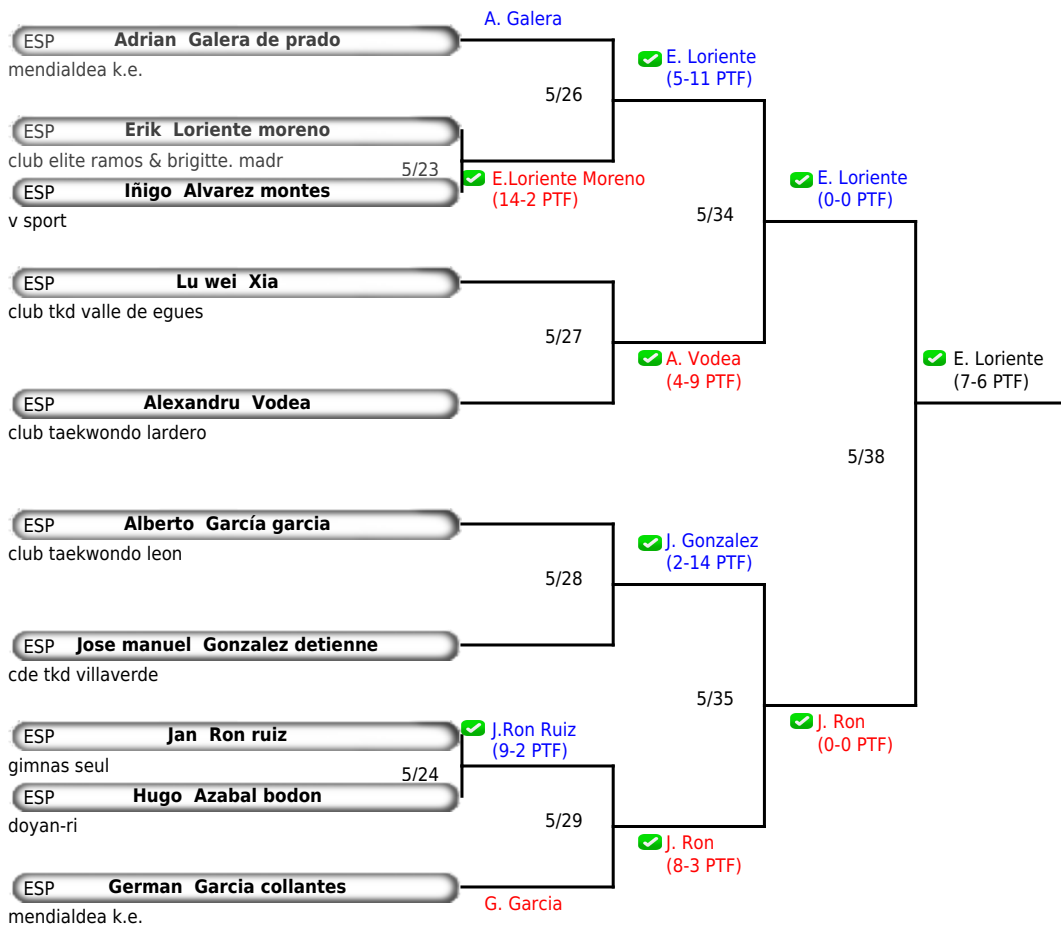 A. Galera
ESP Adrian Galera de prado
mendialdea k.e.
E. Loriente
(5-11 PTF)
5/26
ESP Erik Loriente moreno
club elite ramos & brigitte. madr
5/23
E.Loriente Moreno
(14-2 PTF)
ESP Iñigo Alvarez montes
v sport
E. Loriente
(0-0 PTF)
5/34
ESP Lu wei Xia
club tkd valle de egues
5/27
A. Vodea
(4-9 PTF)
E. Loriente
(7-6 PTF)
ESP Alexandru Vodea
club taekwondo lardero
5/38
ESP Alberto García garcia
club taekwondo leon
J. Gonzalez
(2-14 PTF)
5/28
ESP Jose manuel Gonzalez detienne
cde tkd villaverde
5/35
ESP Jan Ron ruiz
gimnas seul
J.Ron Ruiz
(9-2 PTF)
J. Ron
(0-0 PTF)
5/24
ESP Hugo Azabal bodon
doyan-ri
5/29
J. Ron
(8-3 PTF)
ESP German Garcia collantes
mendialdea k.e.
G. Garcia